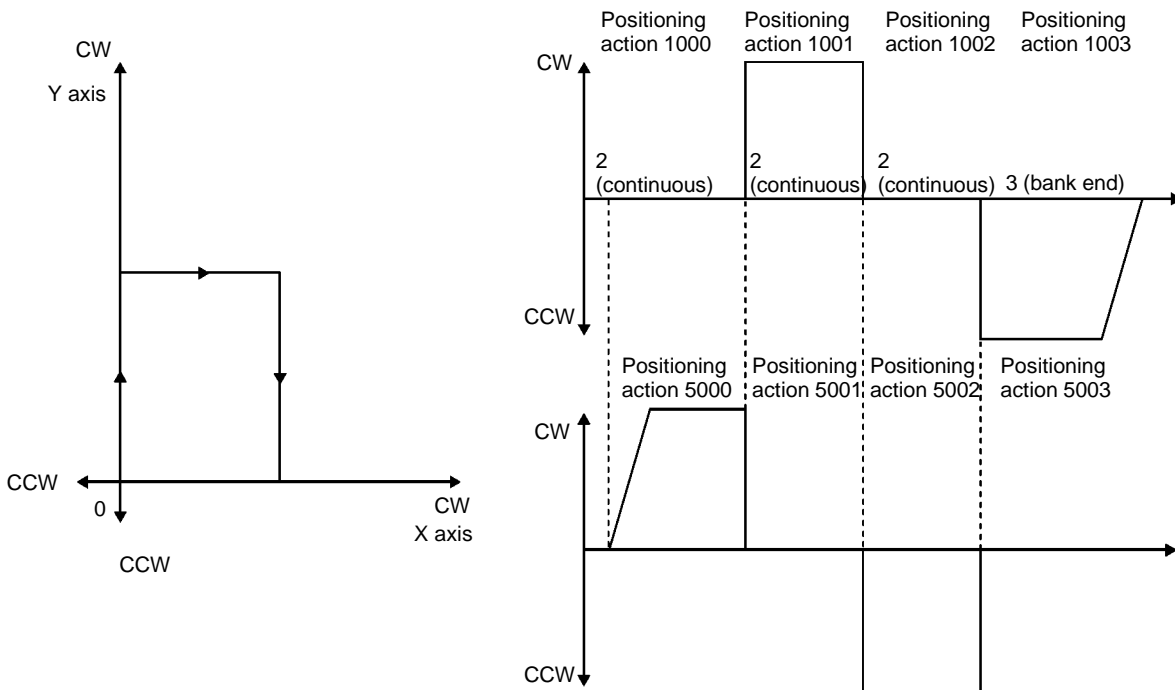 CW
Y axis
CCW
0
CW
X axis
CCW
Positioning
action 1000
Positioning
action 1001
Positioning
action 1002
Positioning
action 1003
CW
2
(continuous)
2
(continuous)
2
(continuous)
3 (bank end)
CCW
Positioning
action 5000
Positioning
action 5001
Positioning
action 5002
Positioning
action 5003
CW
CCW